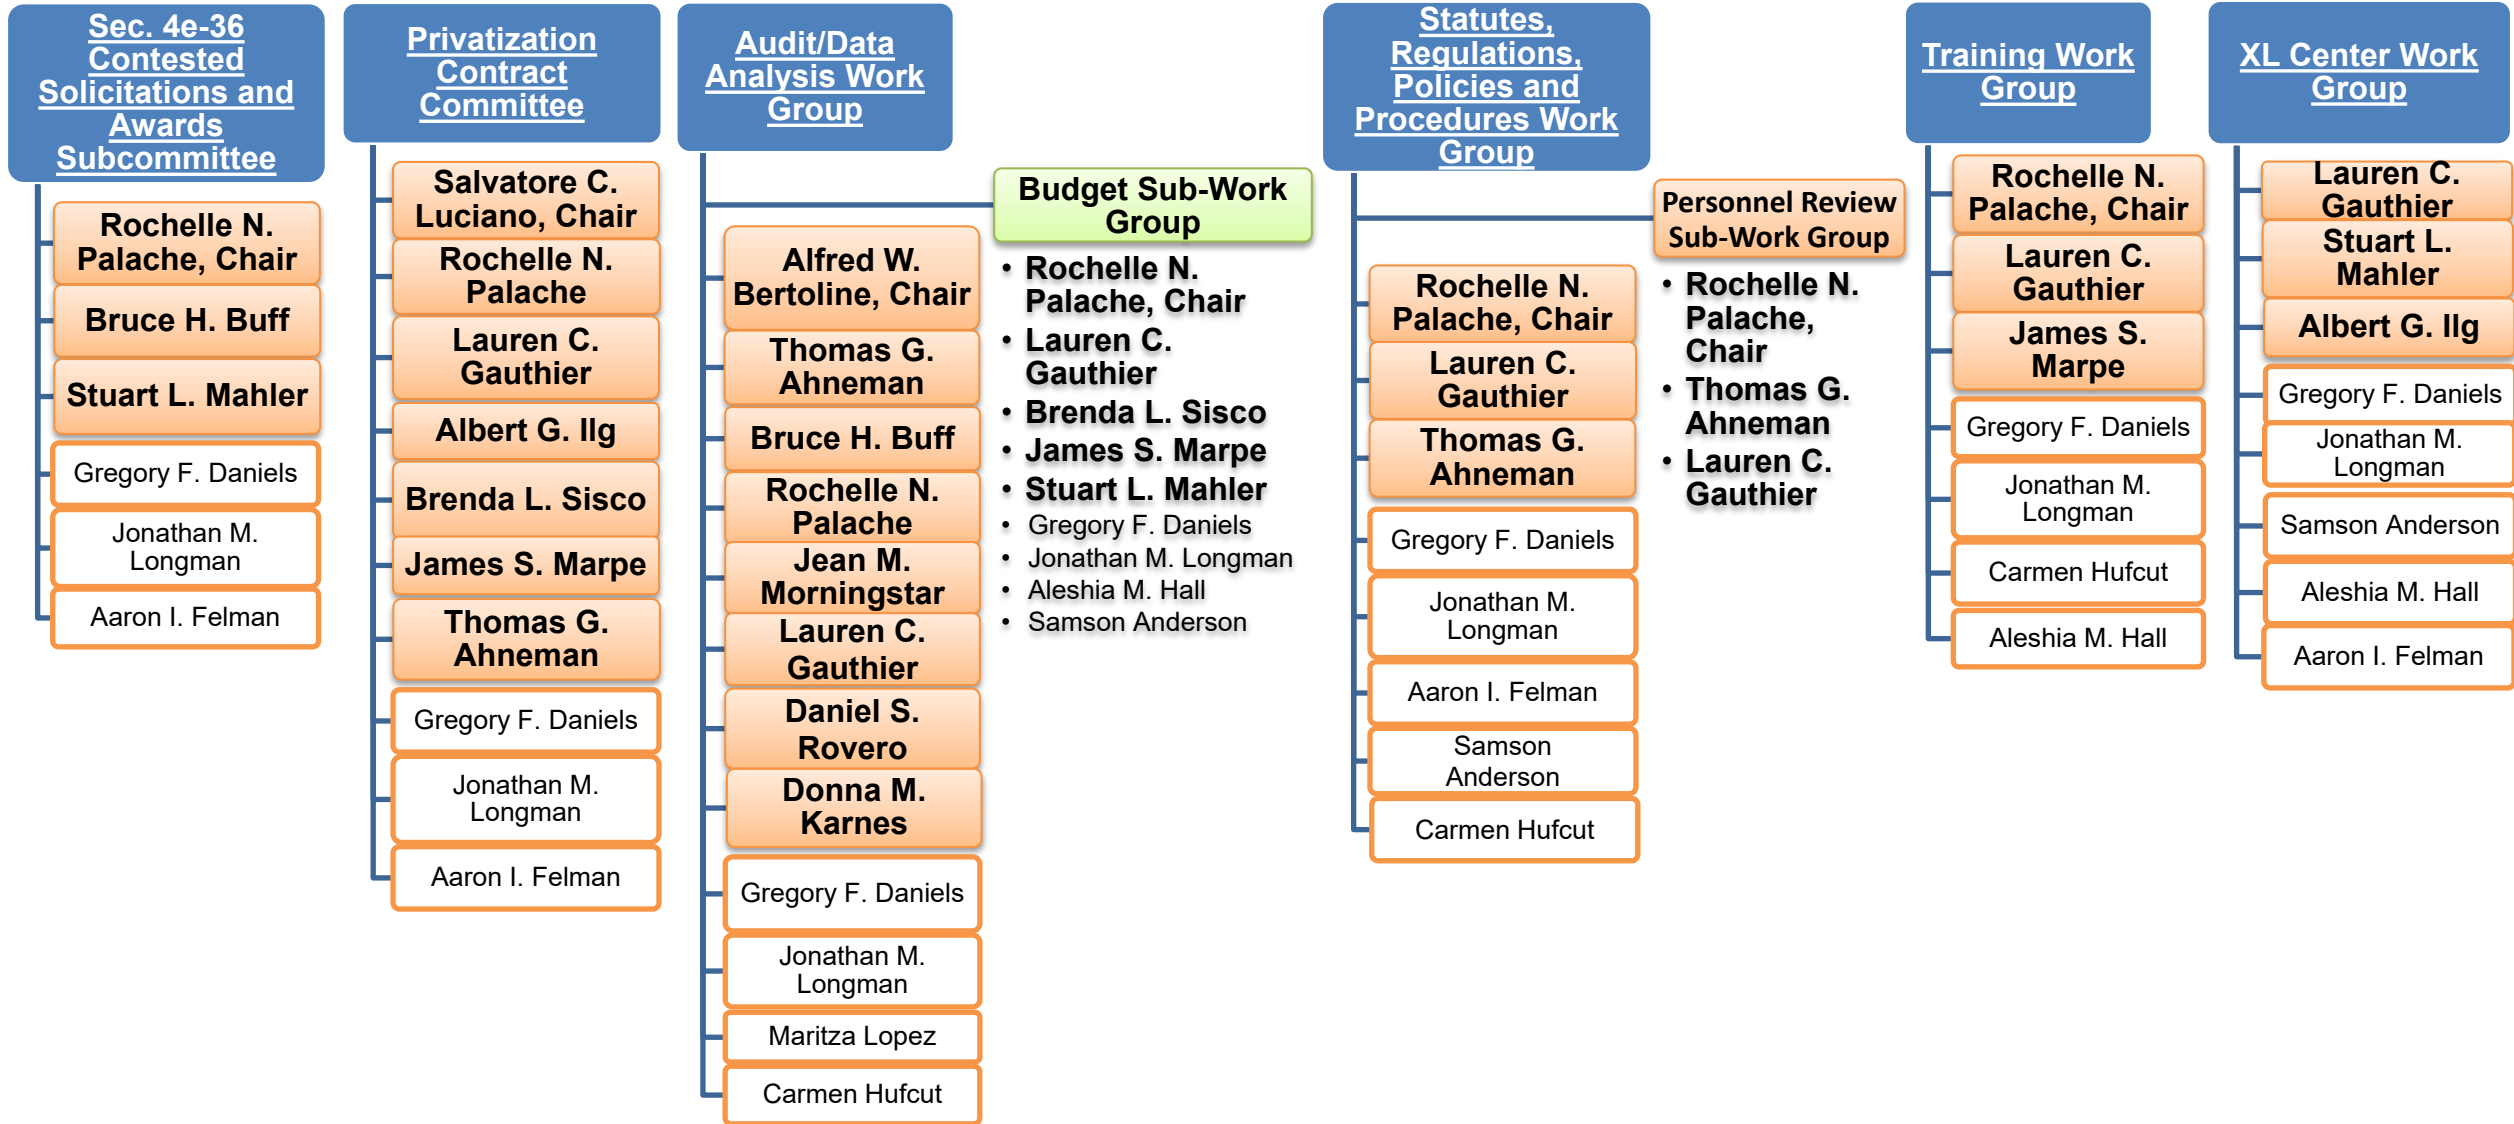 Sec. 4e-36
Contested
Solicitations and
Awards
Subcommittee
Rochelle N.
Palache, Chair
Bruce H. Buff
Stuart L. Mahler
Gregory F. Daniels
Jonathan M.
Longman
Aaron I. Felman
Privatization
Contract
Committee
Salvatore C.
Luciano, Chair
Rochelle N.
Palache
Lauren C.
Gauthier
Albert G. Ilg
Brenda L. Sisco
James S. Marpe
Thomas G.
Ahneman
Gregory F. Daniels
Jonathan M.
Longman
Aaron I. Felman
Audit/Data
Analysis Work
Group
Alfred W.
Bertoline, Chair
Thomas G.
Ahneman
Bruce H. Buff
Rochelle N.
Palache
Jean M.
Morningstar
Lauren C.
Gauthier
Daniel S.
Rovero
Donna M.
Karnes
Gregory F. Daniels
Jonathan M.
Longman
Maritza Lopez
Carmen Hufcut
Budget Sub-Work
Group
• Rochelle N.
Palache, Chair
• Lauren C.
Gauthier
• Brenda L. Sisco
• James S. Marpe
• Stuart L. Mahler
• Gregory F. Daniels
• Jonathan M. Longman
• Aleshia M. Hall
• Samson Anderson
Statutes,
Regulations,
Policies and
Procedures Work
Group
Rochelle N.
Palache, Chair
Lauren C.
Gauthier
Thomas G.
Ahneman
Gregory F. Daniels
Jonathan M.
Longman
Aaron I. Felman
Samson
Anderson
Carmen Hufcut
Personnel Review
Sub-Work Group
• Rochelle N.
Palache,
Chair
• Thomas G.
Ahneman
• Lauren C.
Gauthier
Training Work
Group
Rochelle N.
Palache, Chair
Lauren C.
Gauthier
James S.
Marpe
Gregory F. Daniels
Jonathan M.
Longman
Carmen Hufcut
Aleshia M. Hall
XL Center Work
Group
Lauren C.
Gauthier
Stuart L.
Mahler
Albert G. Ilg
Gregory F. Daniels
Jonathan M.
Longman
Samson Anderson
Aleshia M. Hall
Aaron I. Felman